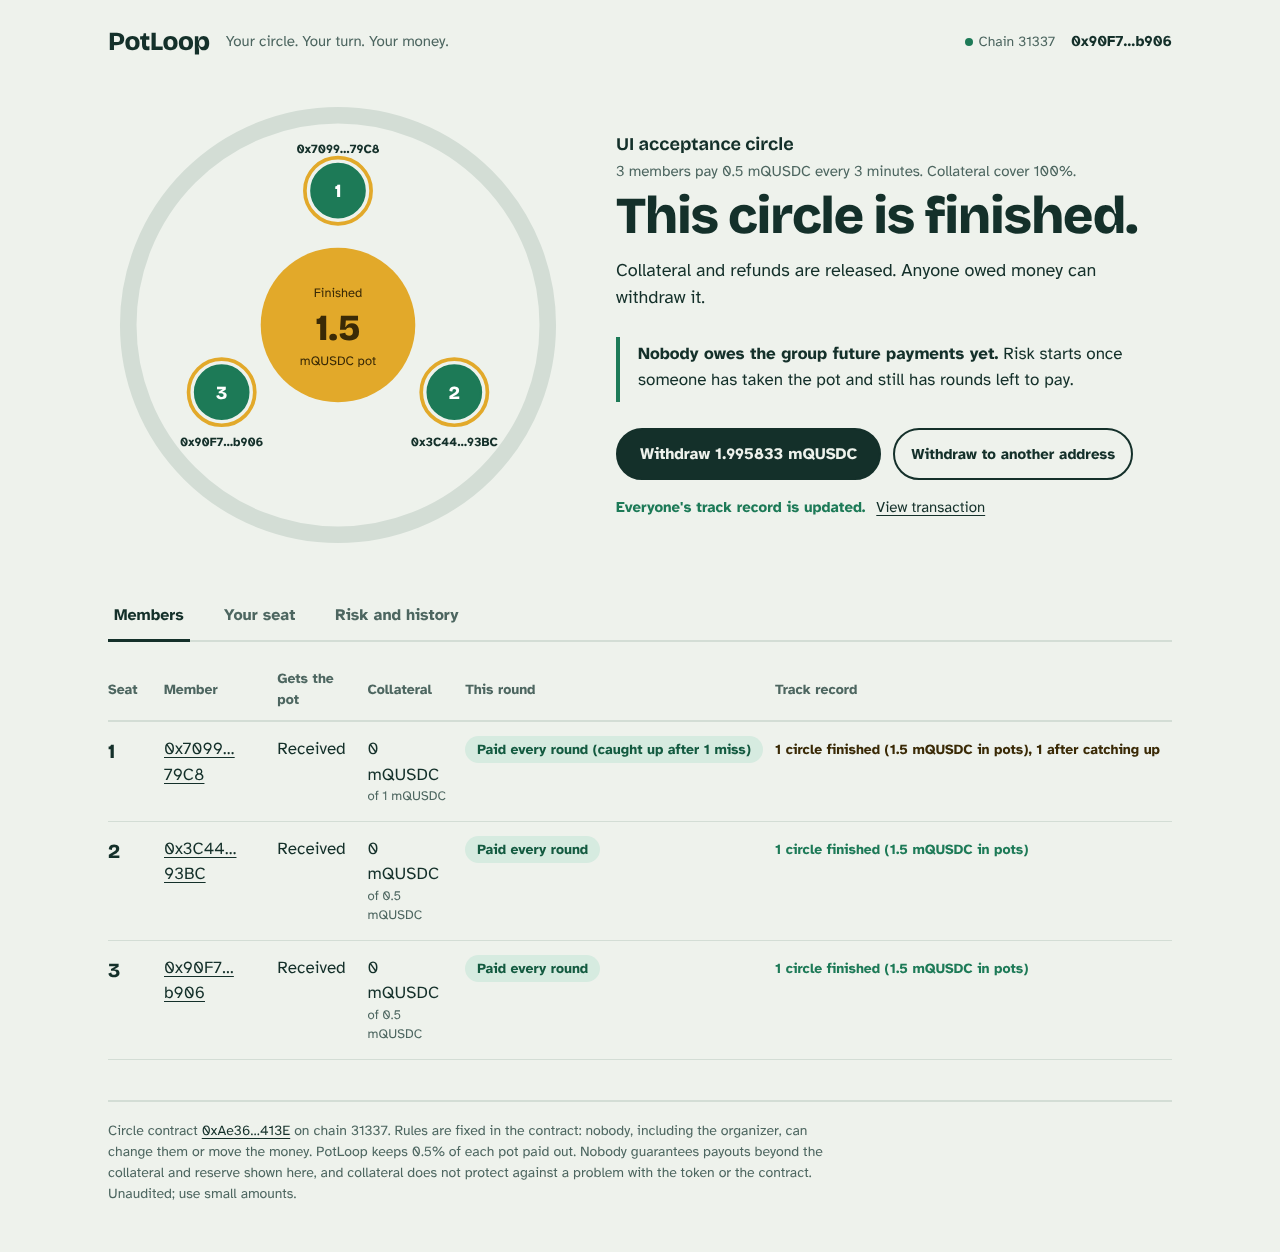 PotLoop
Your circle. Your turn. Your money.
Chain 31337
0x90F7…b906
0x7099…79C8
1
Finished
1.5
mQUSDC pot
3
2
0x90F7…b906
0x3C44…93BC
UI acceptance circle
3 members pay 0.5 mQUSDC every 3 minutes. Collateral cover 100%.
This circle is finished.
Collateral and refunds are released. Anyone owed money can
withdraw it.
Nobody owes the group future payments yet. Risk starts once
someone has taken the pot and still has rounds left to pay.
Withdraw 1.995833 mQUSDC
Withdraw to another address
Everyone's track record is updated. View transaction
Members
Your seat
Risk and history
Seat
Member
Gets the
pot
Collateral
This round
Track record
1
0x7099…
79C8
Received
0
mQUSDC
of 1 mQUSDC
Paid every round (caught up after 1 miss)
1 circle finished (1.5 mQUSDC in pots), 1 after catching up
2
0x3C44…
93BC
Received
0
mQUSDC
of 0.5
mQUSDC
Paid every round
1 circle finished (1.5 mQUSDC in pots)
3
0x90F7…
b906
Received
0
mQUSDC
of 0.5
mQUSDC
Paid every round
1 circle finished (1.5 mQUSDC in pots)
Circle contract 0xAe36…413E on chain 31337. Rules are fixed in the contract: nobody, including the organizer, can
change them or move the money. PotLoop keeps 0.5% of each pot paid out. Nobody guarantees payouts beyond the
collateral and reserve shown here, and collateral does not protect against a problem with the token or the contract.
Unaudited; use small amounts.